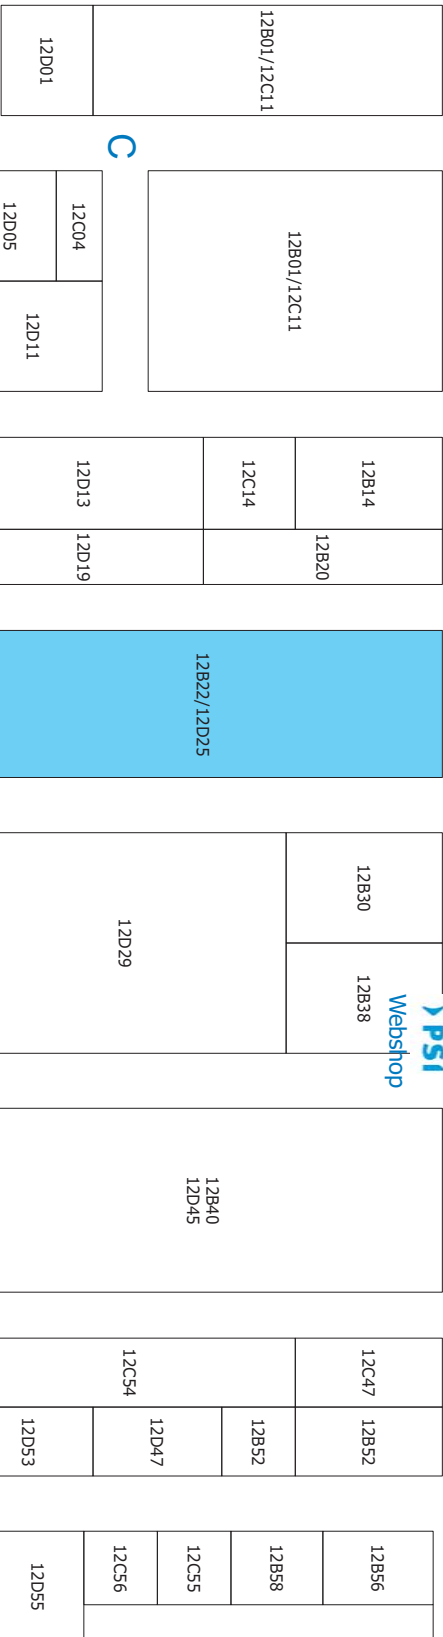 12D01
12B01/12C11
C
12D05
12C04
12D11
12B01/12C11
12D13
12C14
12B14
12D19
12B20
12B22/12D25
12D29
12B30
12B38
PSI
Webshop
12B40
12D45
12C54
12C47
12D53
12D47
12B52
12B52
12D55
12C56
12C55
12B58
12B56